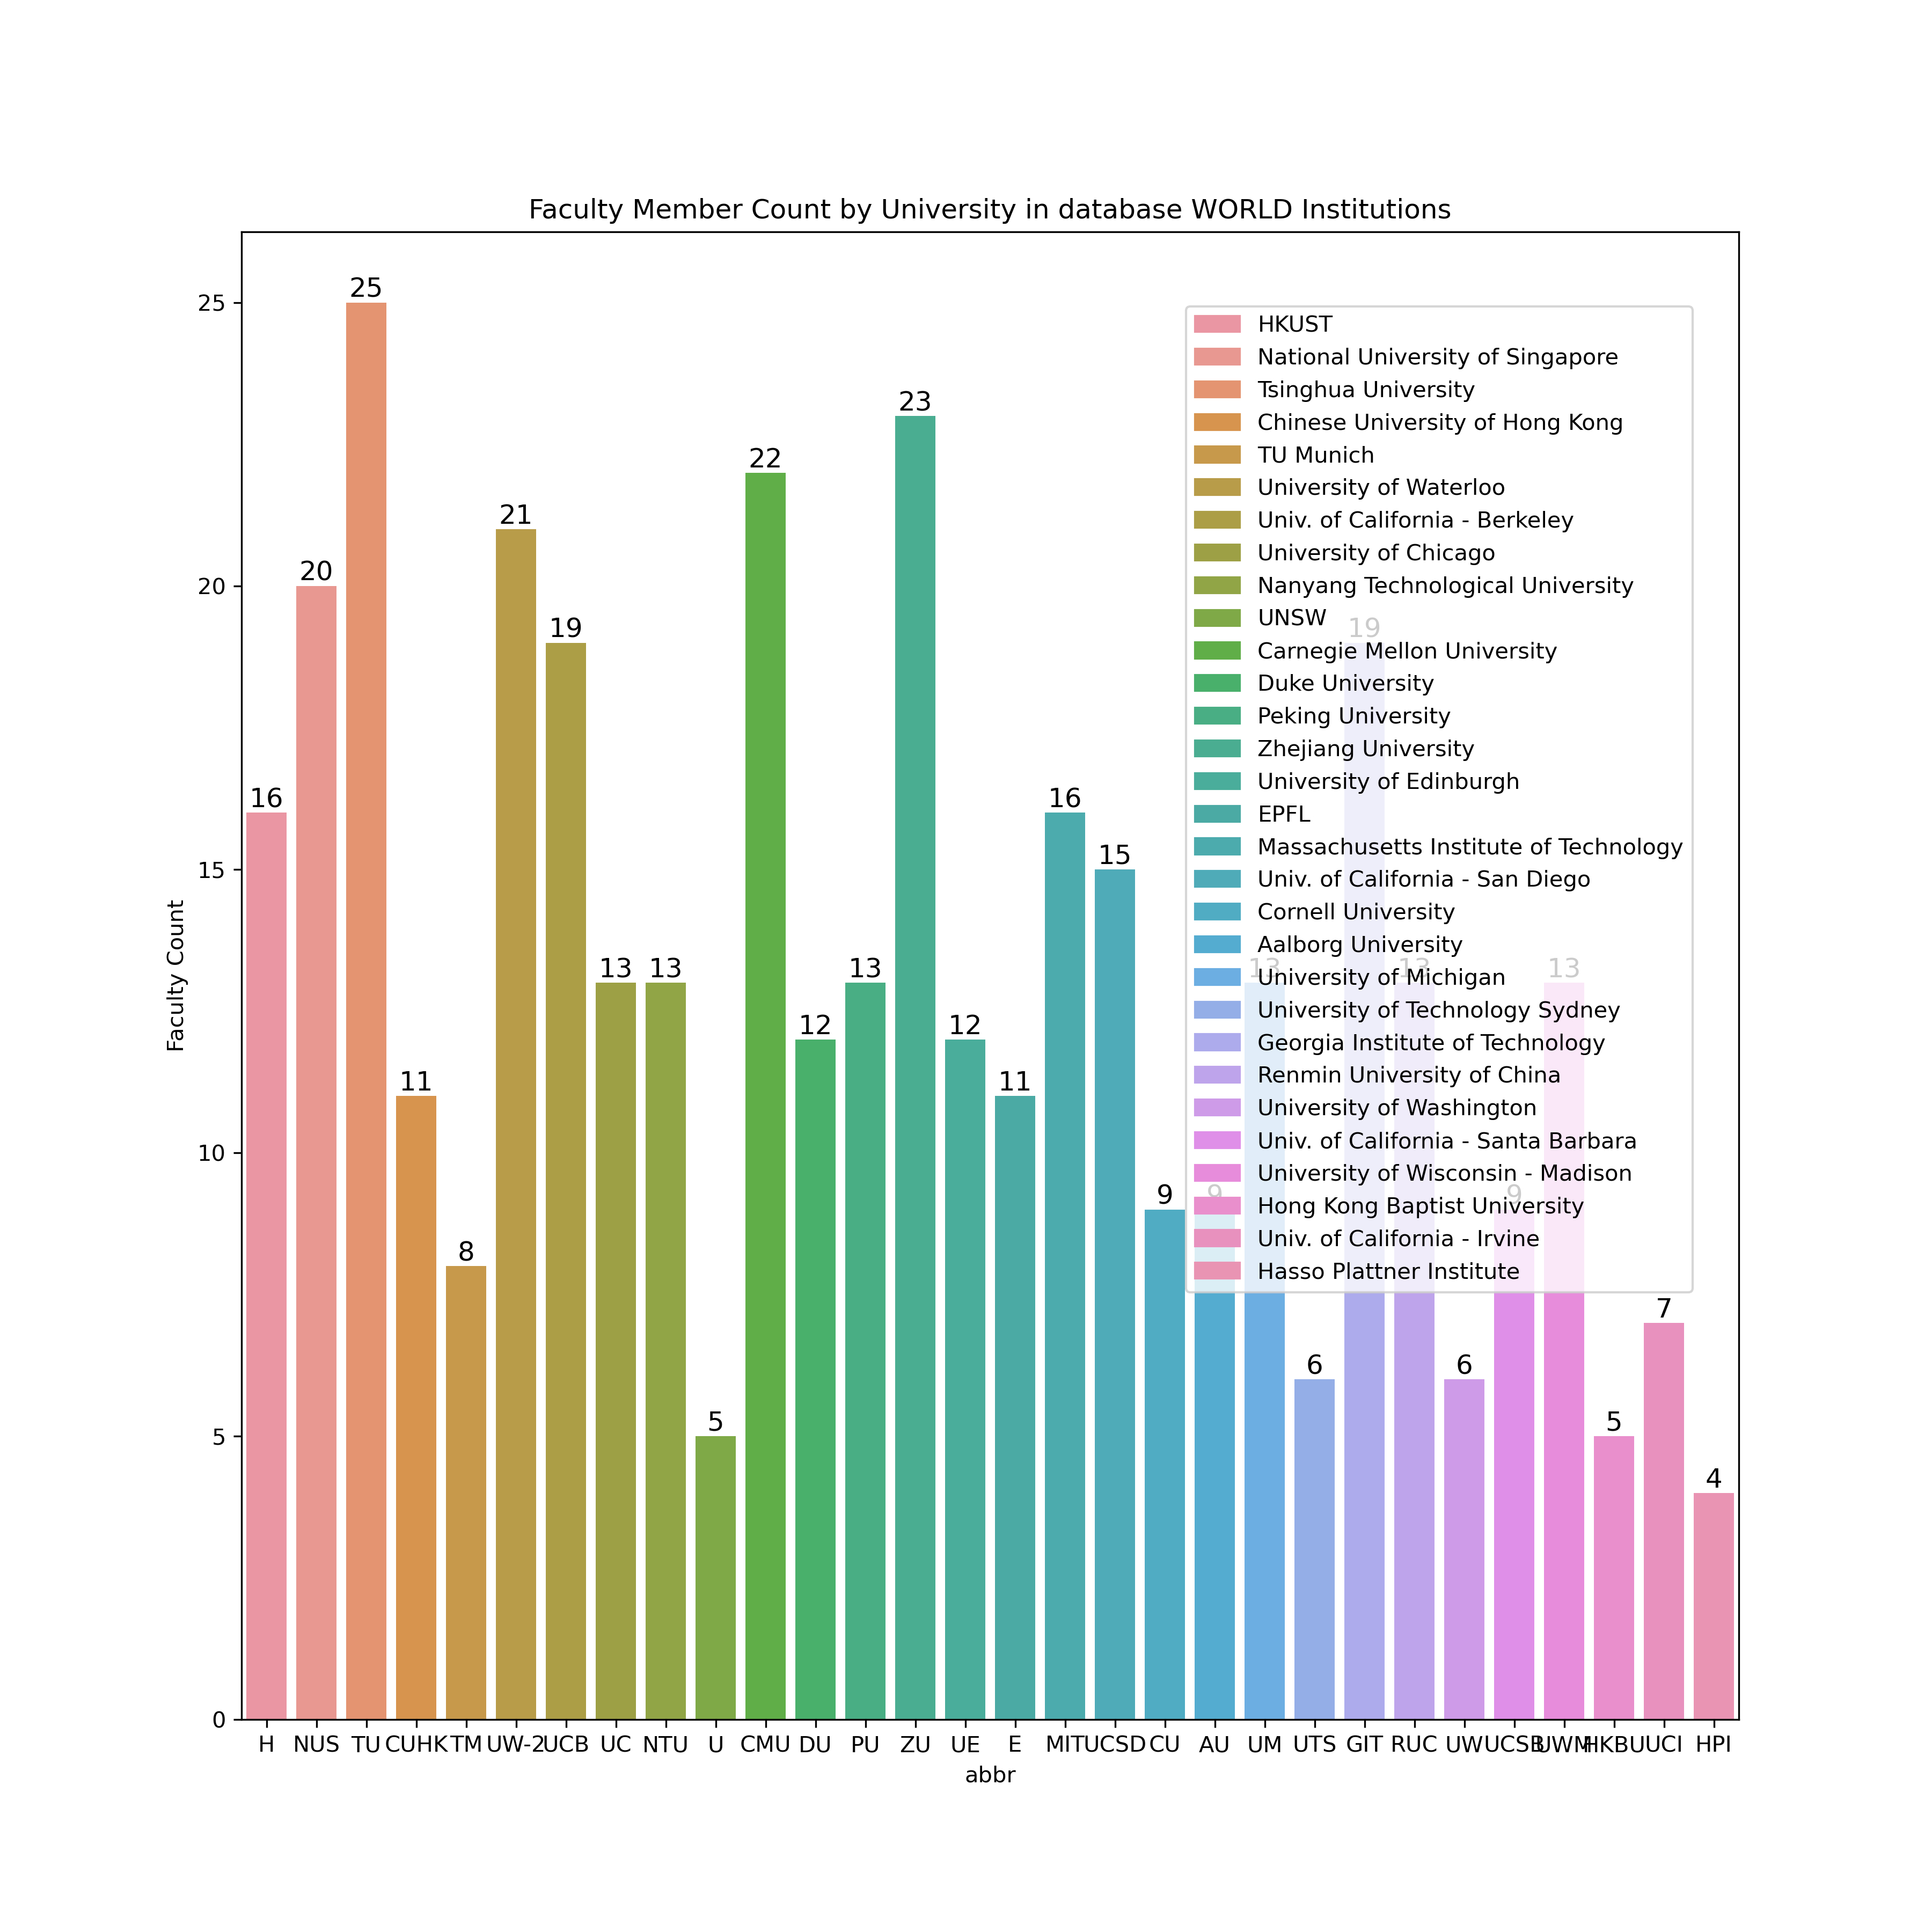 Faculty Member Count by University in database WORLD Institutions
25
20
15
10
5
0
Faculty Count
16
20
25
11
8
21
19
13
13
5
22
12
13
23
12
11
16
15
9
9
13
6
19
13
6
9
13
5
7
4
HKUST
National University of Singapore
Tsinghua University
Chinese University of Hong Kong
TU Munich
University of Waterloo
Univ. of California - Berkeley
University of Chicago
Nanyang Technological University
UNSW
Carnegie Mellon University
Duke University
Peking University
Zhejiang University
University of Edinburgh
EPFL
Massachusetts Institute of Technology
Univ. of California - San Diego
Cornell University
Aalborg University
University of Michigan
University of Technology Sydney
Georgia Institute of Technology
Renmin University of China
University of Washington
Univ. of California - Santa Barbara
University of Wisconsin - Madison
Hong Kong Baptist University
Univ. of California - Irvine
Hasso Plattner Institute
H NUS TU CUHK TM UW-2 UCB UC NTU U CMU DU PU ZU UE E MIT UCSD CU AU UM UTS GIT RUC UW UCSB UWM HKBU UCI HPI
abbr